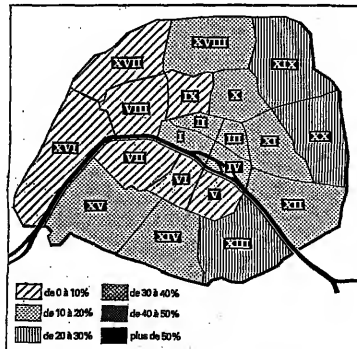 XVIII
XIX
XVII
IX
X
VIII
II
I
III
XI
XX
XVI
VII
IV
VI
V
XII
XV
XIV
XIII
de 0 à 10%
de 30 à 40%
de 10 à 20%
de 40 à 50%
de 20 à 30%
plus de 50%